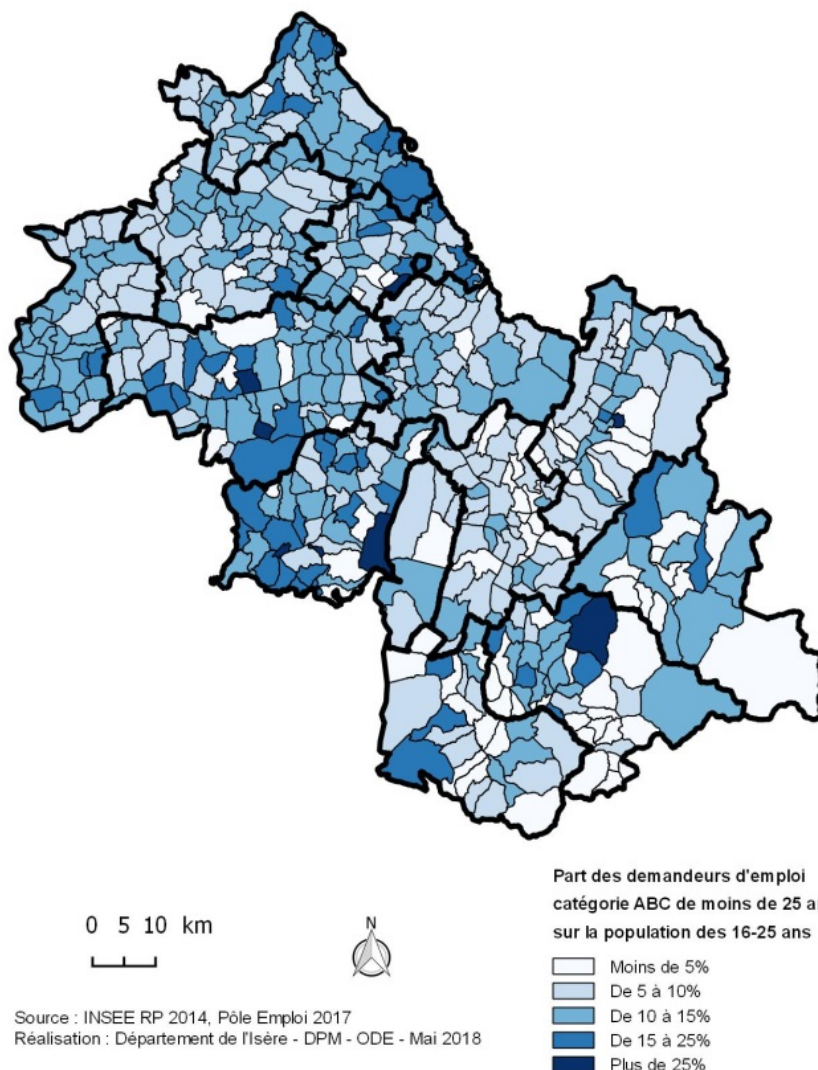 0 5 10 km
N
Source : INSEE RP 2014, Pôle Emploi 2017
Réalisation : Département de l'Isère - DPM - ODE - Mai 2018
Part des demandeurs d'emploi
catégorie ABC de moins de 25 a
sur la population des 16-25 ans
Moins de 5%
De 5 à 10%
De 10 à 15%
De 15 à 25%
Plus de 25%